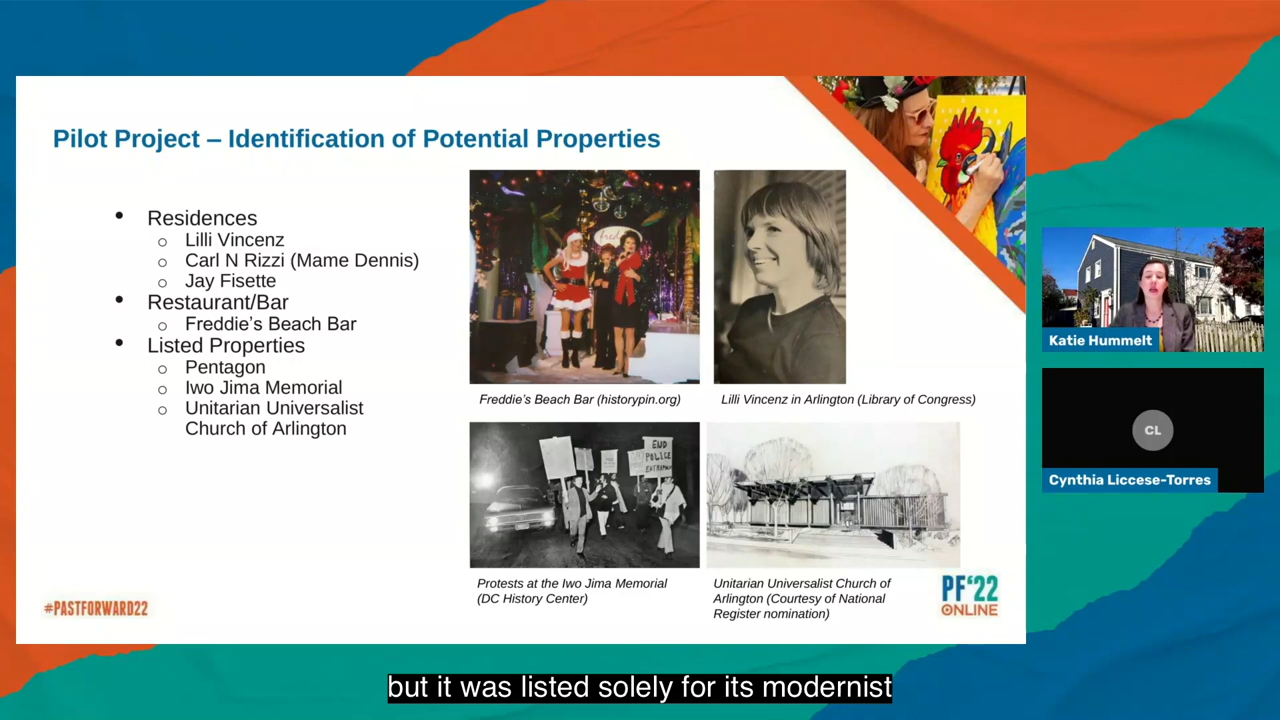 Pilot Project – Identification of Potential Properties
• Residences
o Lilli Vincenz
o Carl N Rizzi (Mame Dennis)
o Jay Fisette
• Restaurant/Bar
o Freddie’s Beach Bar
• Listed Properties
o Pentagon
o Iwo Jima Memorial
o Unitarian Universalist
Church of Arlington
Freddie’s Beach Bar (historypin.org)
Lilli Vincenz in Arlington (Library of Congress)
END
POLICE
ENTRAPMENT
Protests at the Iwo Jima Memorial
(DC History Center)
Unitarian Universalist Church of
Arlington (Courtesy of National
Register nomination)
#PASTFORWARD22
PF‘22
ONLINE
Katie Hummelt
CL
Cynthia Liccese-Torres
but it was listed solely for its modernist